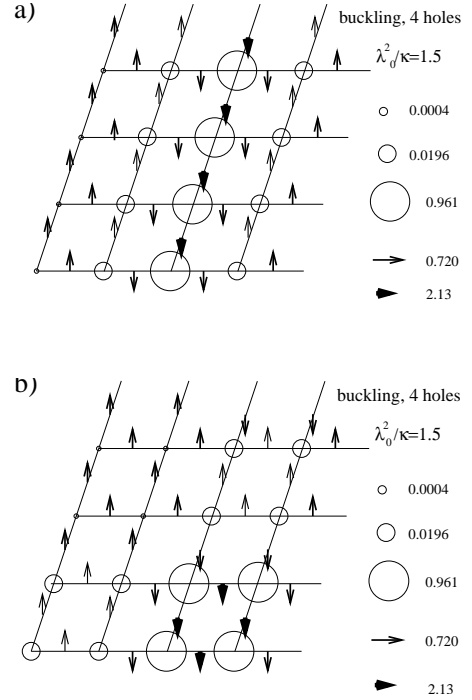 a)
buckling, 4 holes
λ²₀/κ=1.5
0.0004
0.0196
0.961
0.720
2.13
b)
buckling, 4 holes
λ²₀/κ=1.5
0.0004
0.0196
0.961
0.720
2.13